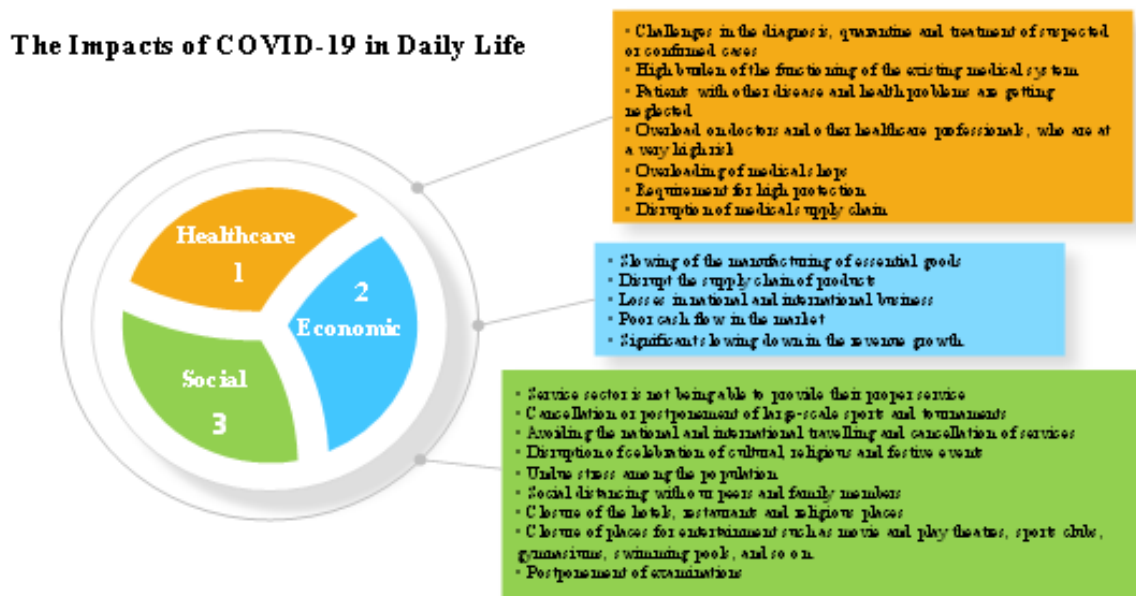 The Impacts of COVID-19 in Daily Life
Healthcare
1
2
Economic
Social
3
• Challenges in the diagnosis, quarantine and treatment of suspected
or confirmed cases
• High burden of the functioning of the existing medical system
• Patients with other disease and health problems are getting
neglected
• Overload on doctors and other healthcare professionals, who are at
a very high risk
• Overloading of medical shops
• Requirement for high protection
• Disruption of medical supply chain
• Slowing of the manufacturing of essential goods
• Disrupt the supply chain of products
• Losses in national and international business
• Poor cash flow in the market
• Significant slowing down in the revenue growth
• Service sector is not being able to provide their proper service
• Cancellation or postponement of large-scale sports and tournaments
• Avoiding the national and international travelling and cancellation of services
• Disruption of celebration of cultural, religious and festive events
• Undue stress among the population
• Social distancing with our peers and family members
• Closure of the hotels, restaurants and religious places
• Closure of places for entertainment such as movie and play theatres, sports clubs,
gymnasiums, swimming pools, and so on
• Postponement of examinations